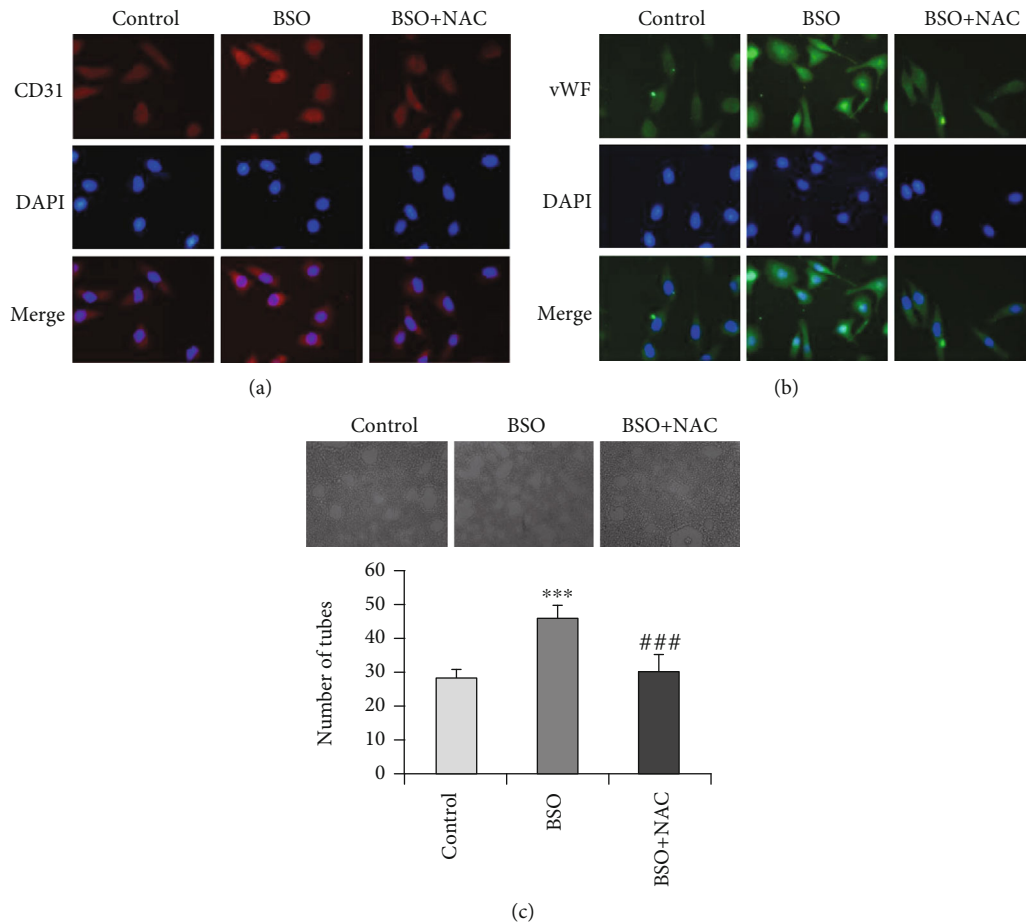 Control BSO BSO+NAC
CD31
DAPI
Merge
(a)
Control BSO BSO+NAC
vWF
DAPI
Merge
(b)
Control BSO BSO+NAC
Number of tubes
60
50
40
30
20
10
0
***
###
Control
BSO
BSO+NAC
(c)